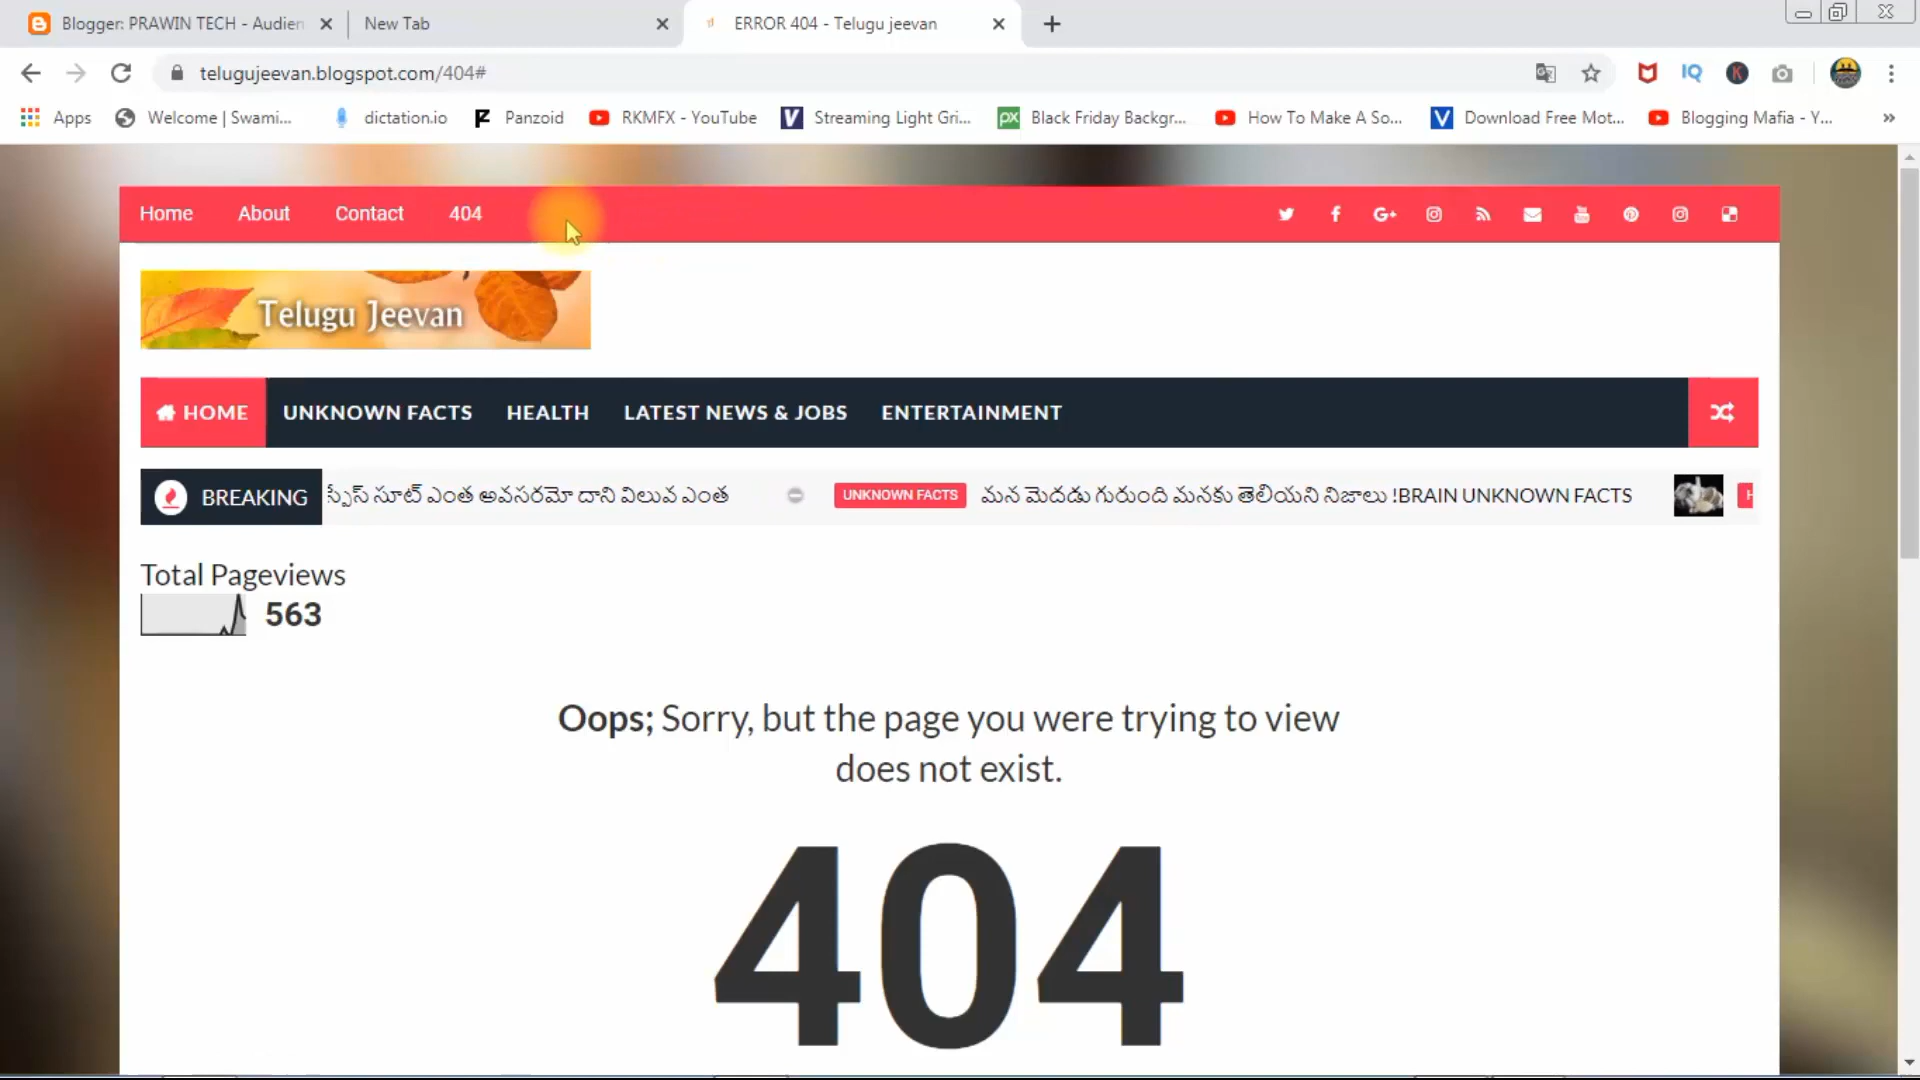 Blogger: PRAWIN TECH - Audien
New Tab
ERROR 404 - Telugu jeevan
telugujeevan.blogspot.com/404#
Apps
Welcome | Swami...
dictation.io
Panzoid
RKMFX - YouTube
Streaming Light Gri...
Black Friday Backgr...
How To Make A So...
Download Free Mot...
Blogging Mafia - Y...
Home About Contact 404
Telugu Jeevan
HOME UNKNOWN FACTS HEALTH LATEST NEWS & JOBS ENTERTAINMENT
BREAKING స్పేస్ సూట్ ఎంత అవసరమో దాని విలువ ఎంత UNKNOWN FACTS మన మెదడు గురుంది మనకు తెలియని నిజాలు !BRAIN UNKNOWN FACTS H
Total Pageviews
563
Oops; Sorry, but the page you were trying to view
does not exist.
404